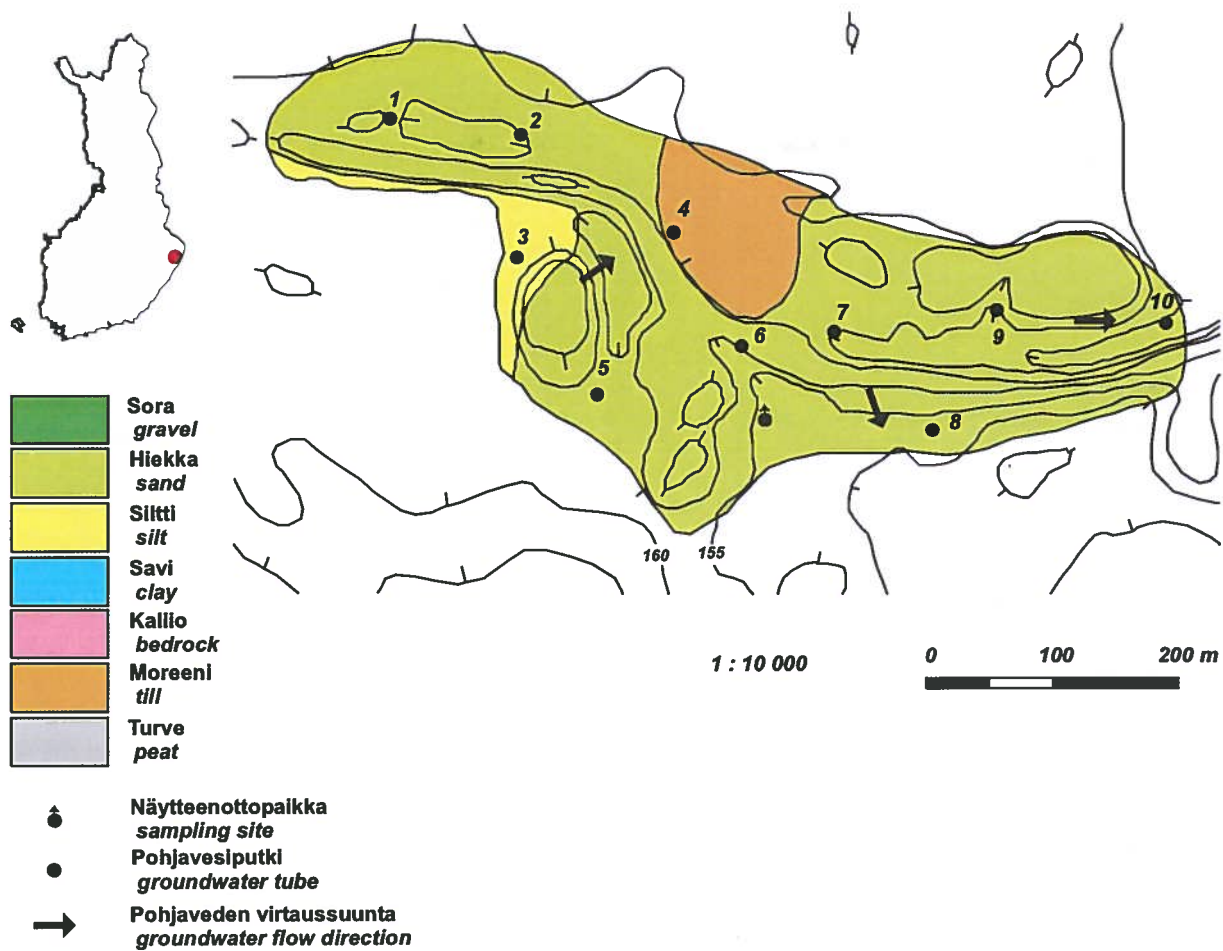 1
2
3
4
5
6
7
8
9
10
160 155
Sora
gravel
Hiekka
sand
Siltti
silt
Savi
clay
Kallio
bedrock
Moreeni
till
Turve
peat
1 : 10 000
0 100 200 m
Näytteenottopaikka
sampling site
Pohjavesiputki
groundwater tube
Pohjaveden virtaussuunta
groundwater flow direction